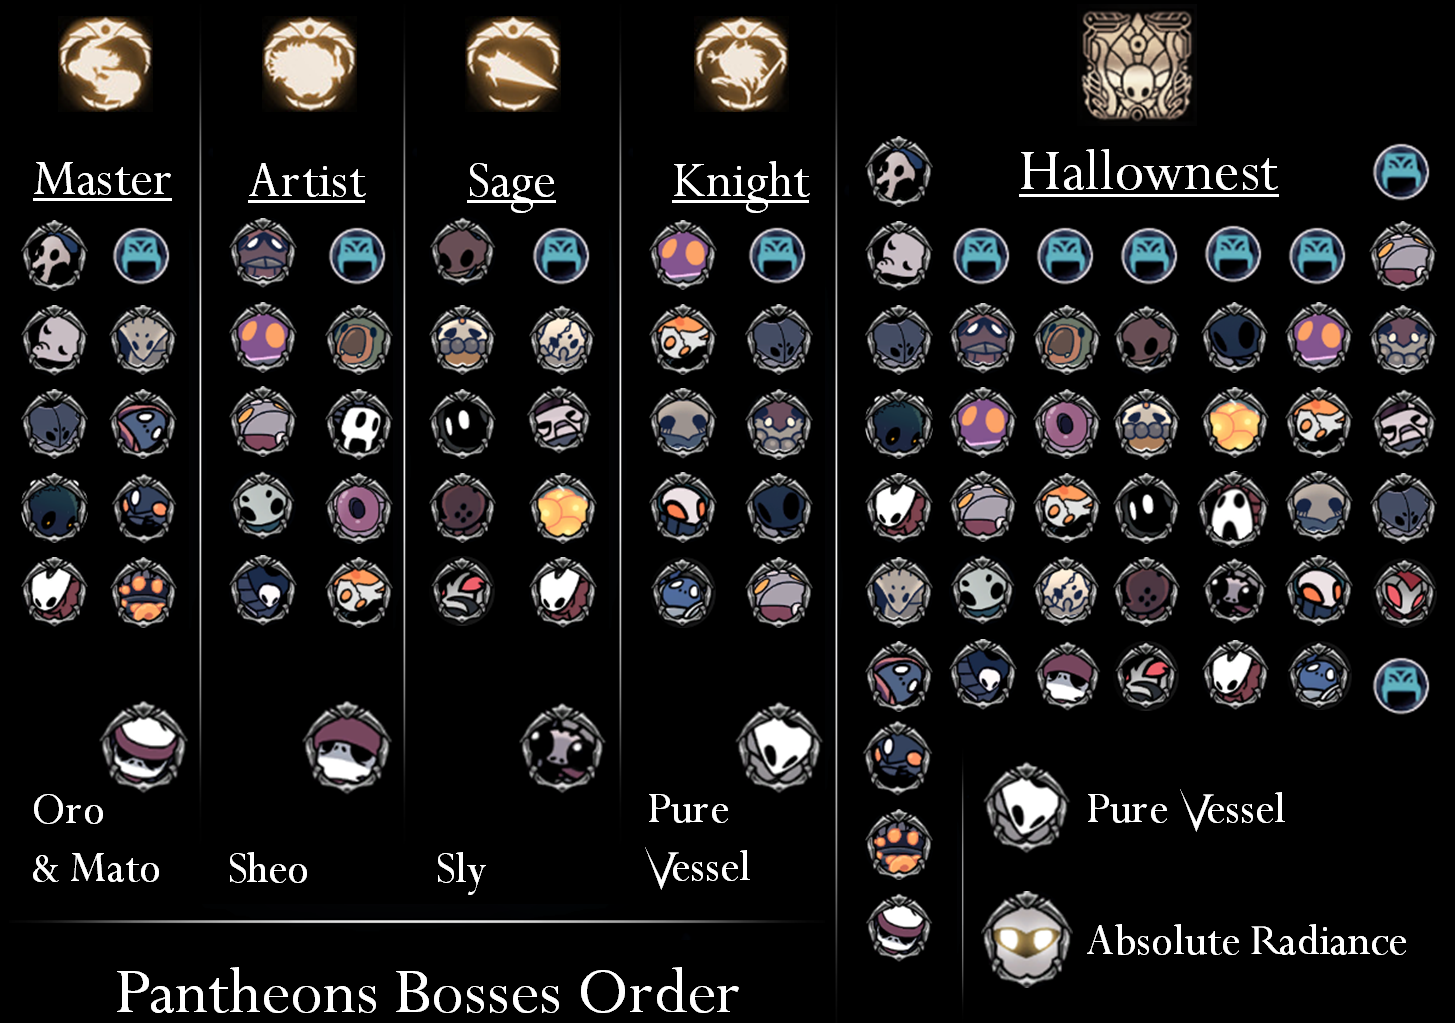 Master
Artist
Sage
Knight
Hallownest
Oro
& Mato
Sheo
Sly
Pure
Vessel
Pure Vessel
Absolute Radiance
Pantheons Bosses Order